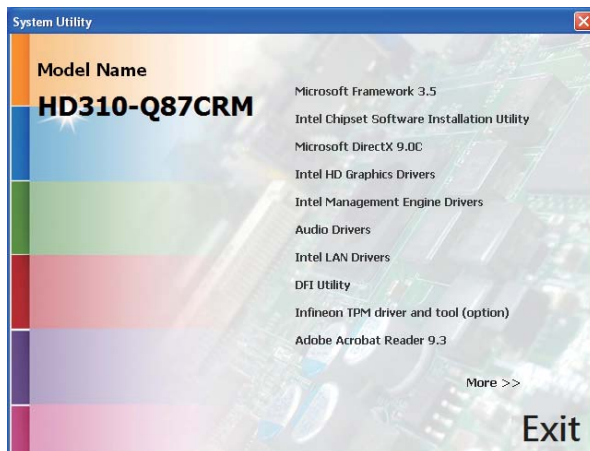 System Utility
Model Name
HD310-Q87CRM
Microsoft Framework 3.5
Intel Chipset Software Installation Utility
Microsoft DirectX 9.0C
Intel HD Graphics Drivers
Intel Management Engine Drivers
Audio Drivers
Intel LAN Drivers
DFI Utility
Infineon TPM driver and tool (option)
Adobe Acrobat Reader 9.3
More >>
Exit